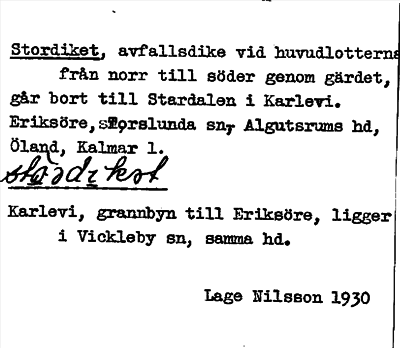 Stordiket, avfallsdike vid huvudlotterna
från norr till söder genom gärdet,
går bort till Stardalen i Karlevi.
Eriksöre, Torslunda sn, Algutsrums hd,
Öland, Kalmar l.
Karlevi, grannbyn till Eriksöre, ligger
i Vickleby sn, samma hd.
Lage Nilsson 1930